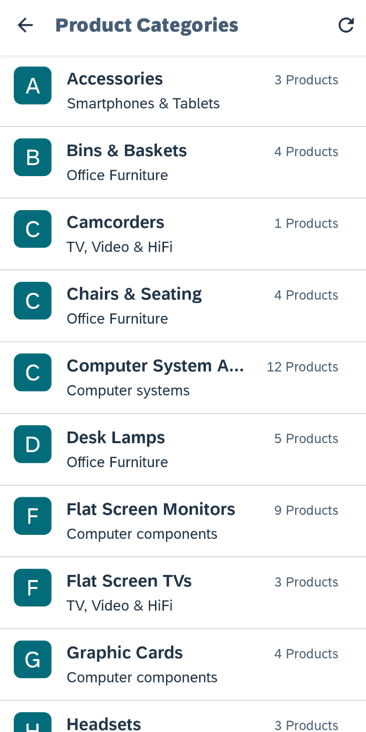 Product Categories
A
Accessories
3 Products
Smartphones & Tablets
B
Bins & Baskets
4 Products
Office Furniture
C
Camcorders
1 Products
TV, Video & HiFi
C
Chairs & Seating
4 Products
Office Furniture
C
Computer System A...
12 Products
Computer systems
D
Desk Lamps
5 Products
Office Furniture
F
Flat Screen Monitors
9 Products
Computer components
F
Flat Screen TVs
3 Products
TV, Video & HiFi
G
Graphic Cards
4 Products
Computer components
H
Headsets
3 Products